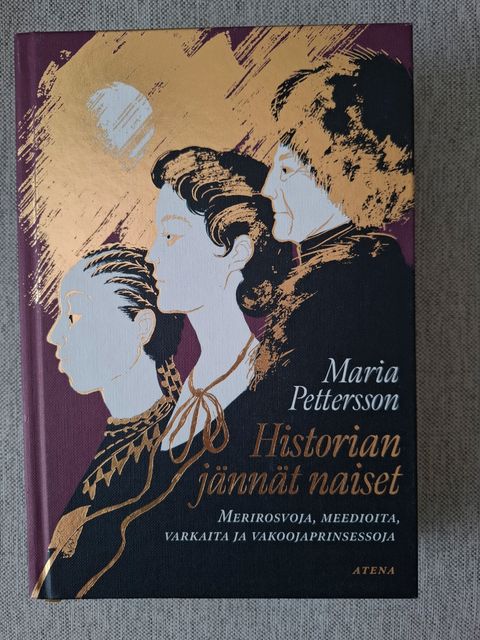 Maria
Pettersson
Historian
jännät naiset
Merirosvoja, meedioita,
varkaita ja vakoojaprinsessoja
ATENA